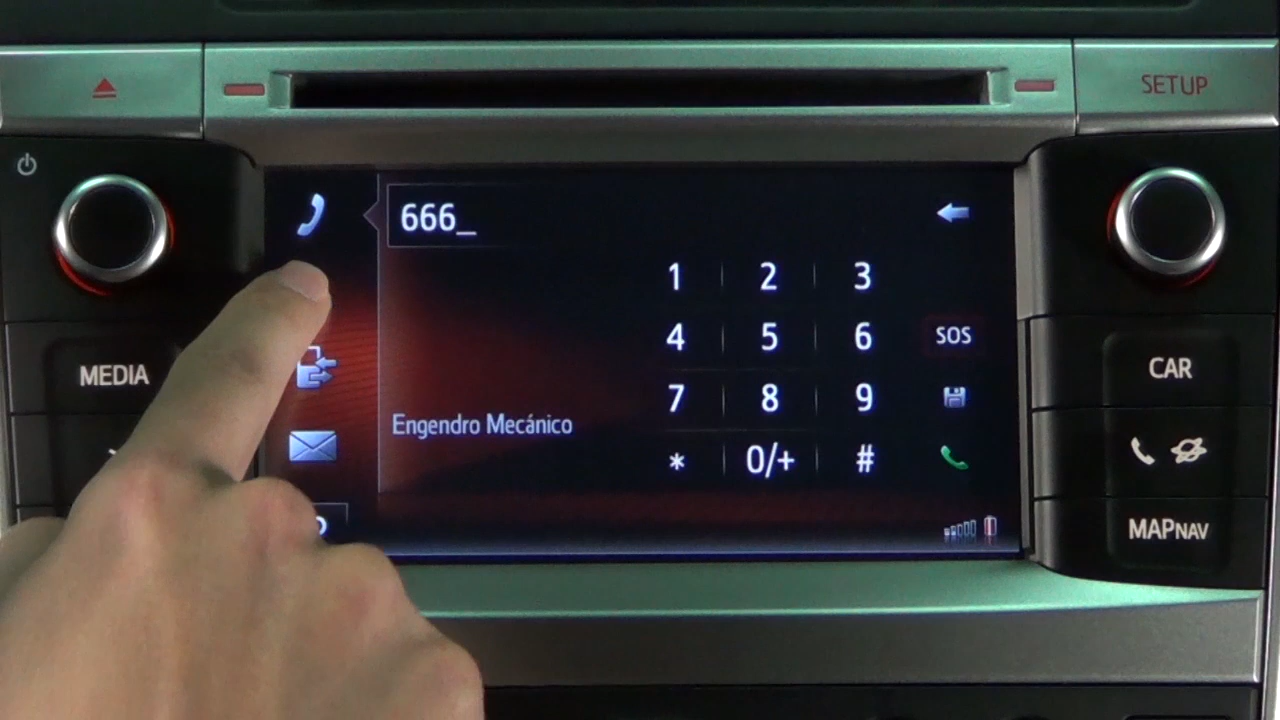 SETUP
666_
1 2 3
4 5 6 SOS
MEDIA
CAR
7 8 9
Engendro Mecánico
* 0/+ #
MAPNAV